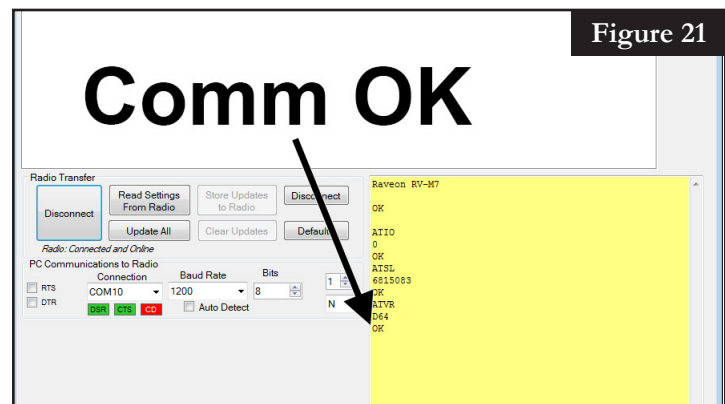 Figure 21
Comm OK
Radio Transfer
Disconnect
Read Settings From Radio
Store Updates to Radio
Disconnect
Update All
Clear Updates
Radio: Connected and Online
PC Communications to Radio
Connection
Baud Rate
Bits
RTS
DTR
COM10
1200
8
1
DSR
CTS
CD
Auto Detect
N
Raveon RV-M7
OK
ATIO
0
OK
ATSL
6815083
OK
ATVR
D64
OK